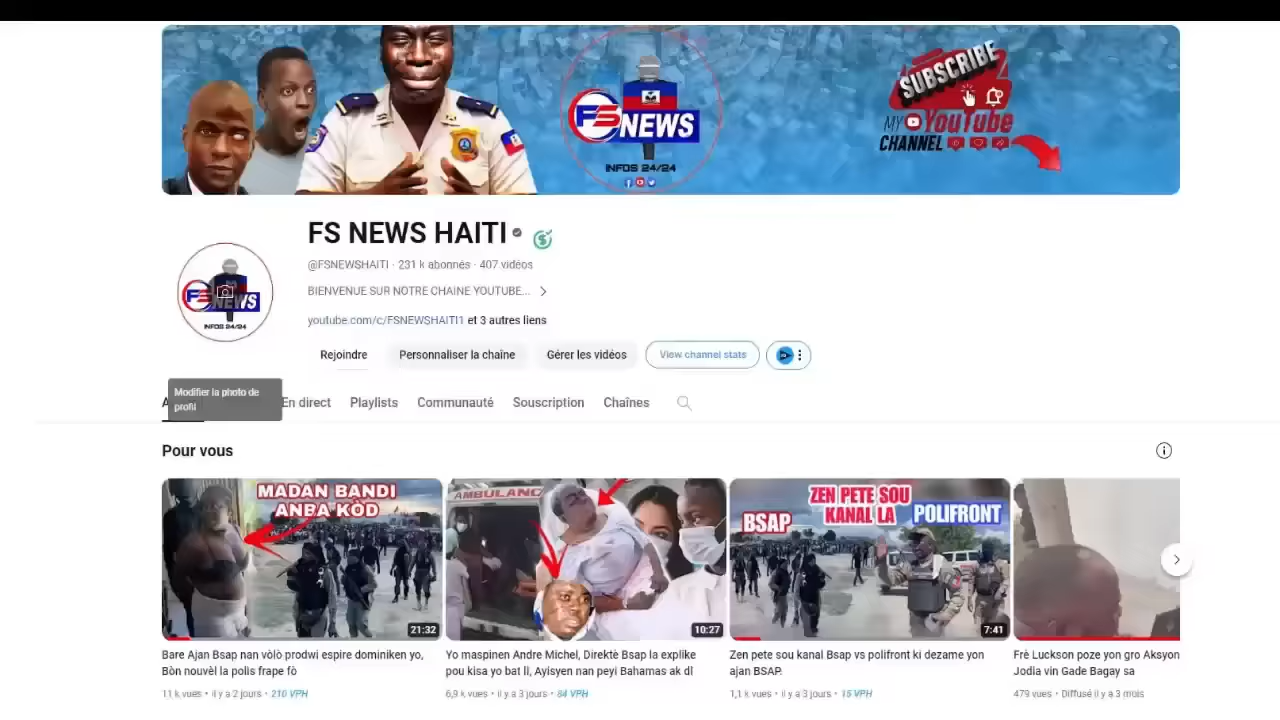 SUBSCRIBE
MY YouTube
CHANNEL
FS NEWS
INFOS 24/24
FS NEWS HAITI
@FSNEWSHAITI · 231 k abonnés · 407 vidéos
BIENVENUE SUR NOTRE CHAINE YOUTUBE...
youtube.com/c/FSNEWSHAITI1 et 3 autres liens
FS NEWS
INFOS 24/24
Rejoindre Personnaliser la chaîne Gérer les vidéos View channel stats
Modifier la photo de
profil
En direct Playlists Communauté Souscription Chaînes
Pour vous
MADAN BANDI
ANBA KÒD
21:32
AMBULANC
10:27
ZEN PETE SOU
KANAL LA
BSAP
POLIFRONT
7:41
Bare Ajan Bsap nan vòlò prodwi espire dominiken yo,
Bòn nouvèl la polis frape fò
11 k vues • il y a 2 jours • 210 VPH
Yo maspinen Andre Michel, Direktè Bsap la explike
pou kisa yo bat li, Ayisyen nan peyi Bahamas ak dl
6,9 k vues • il y a 3 jours • 84 VPH
Zen pete sou kanal Bsap vs polifront ki dezame yon
ajan BSAP.
1,1 k vues • il y a 3 jours • 15 VPH
Frè Luckson poze yon gro Aksyon
Jodia vin Gade Bagay sa
479 vues • Diffusé il y a 3 mois